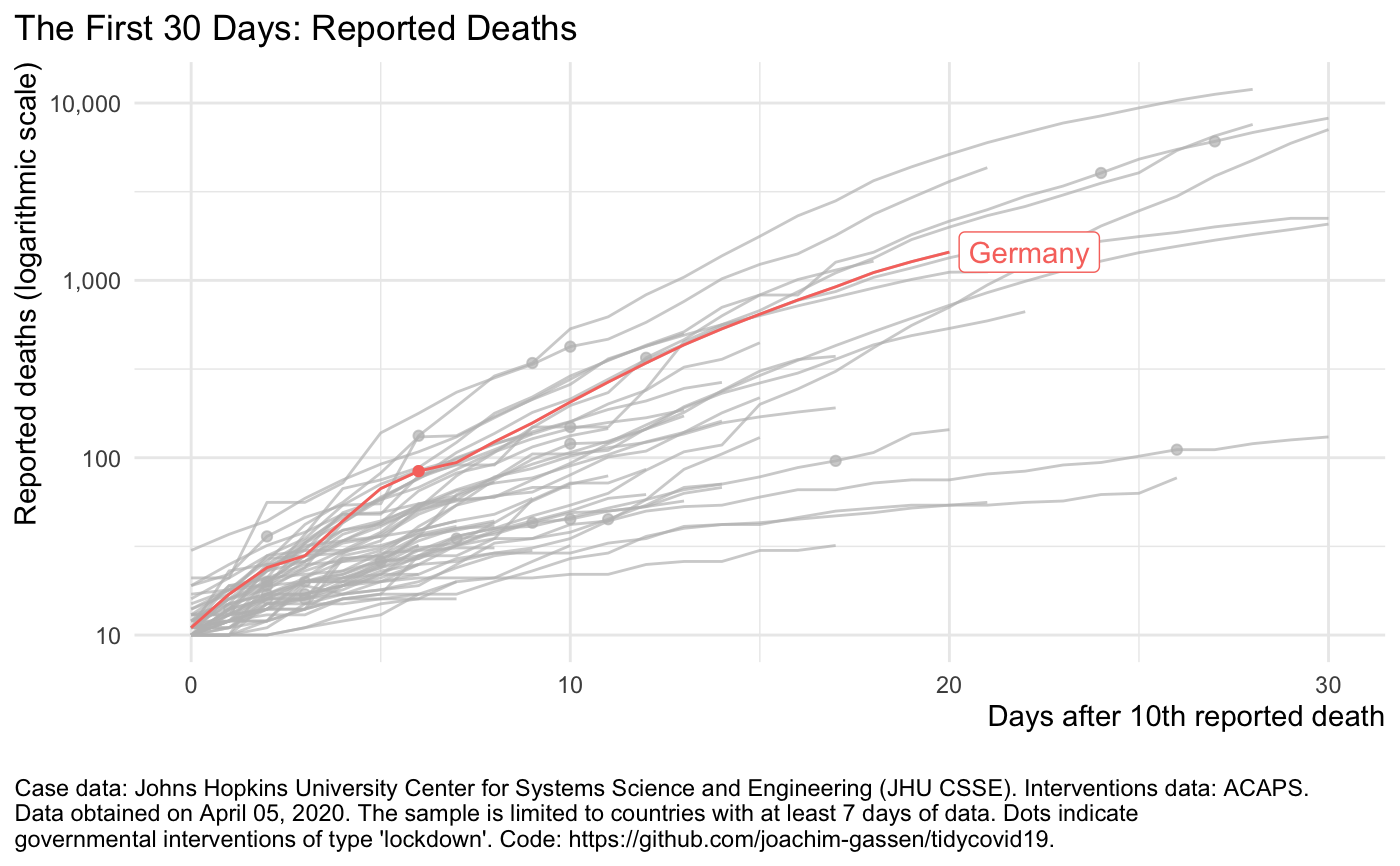 The First 30 Days: Reported Deaths
Reported deaths (logarithmic scale)
10,000
1,000
100
10
Germany
0 10 20 30
Days after 10th reported death
Case data: Johns Hopkins University Center for Systems Science and Engineering (JHU CSSE). Interventions data: ACAPS.
Data obtained on April 05, 2020. The sample is limited to countries with at least 7 days of data. Dots indicate
governmental interventions of type 'lockdown'. Code: https://github.com/joachim-gassen/tidycovid19.